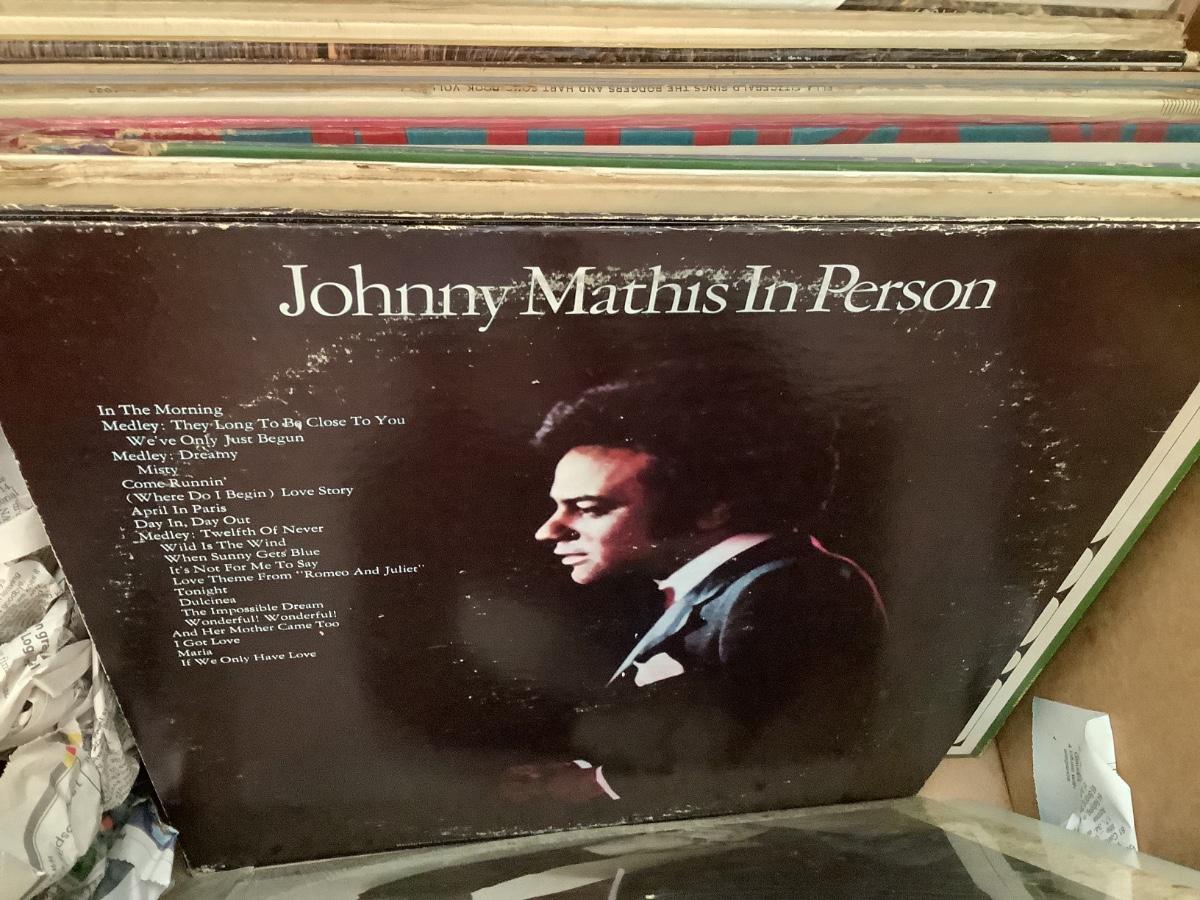 ELLA FITZGERALD SINGS THE RODGERS AND HART SONG BOOK VOL
Johnny Mathis In Person
In The Morning
Medley: They Long To Be Close To You
We've Only Just Begun
Medley: Dreamy
Misty
Come Runnin'
(Where Do I Begin) Love Story
April In Paris
Day In, Day Out
Medley: Twelfth Of Never
Wild Is The Wind
When Sunny Gets Blue
It's Not For Me To Say
Love Theme From "Romeo And Juliet"
Tonight
Dulcinea
The Impossible Dream
Wonderful! Wonderful!
And Her Mother Came Too
I Got Love
Maria
If We Only Have Love